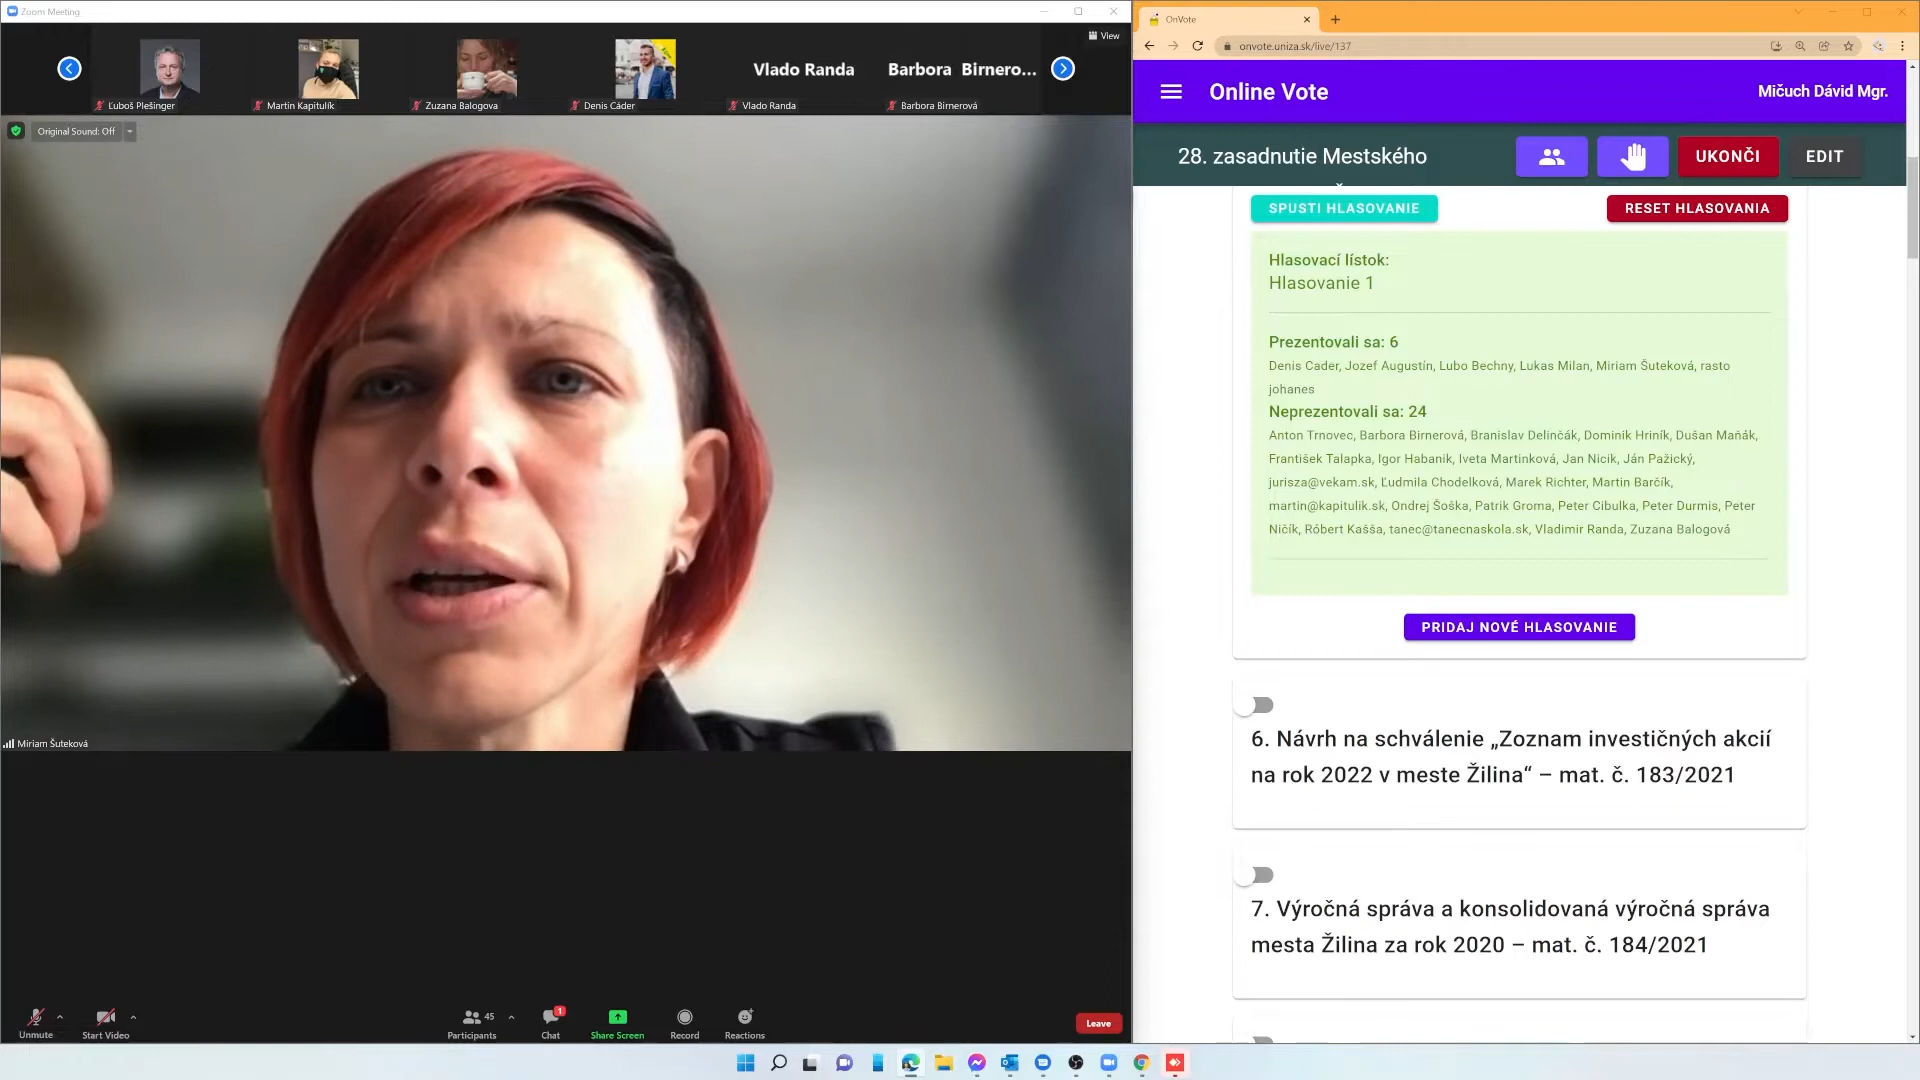 Zoom Meeting
View
Vlado Randa
Barbora Birnero...
Ľuboš Plešinger
Martin Kapitulík
Zuzana Balogova
Denis Cáder
Vlado Randa
Barbora Birnerová
Original Sound: Off
Miriam Šuteková
Unmute
Start Video
45
Participants
1
Chat
Share Screen
Record
Reactions
Leave
OnVote
onvote.uniza.sk/live/137
Online Vote
Mičuch Dávid Mgr.
28. zasadnutie Mestského
UKONČI
EDIT
SPUSTI HLASOVANIE
RESET HLASOVANIA
Hlasovací lístok:
Hlasovanie 1
Prezentovali sa: 6
Denis Cader, Jozef Augustín, Lubo Bechny, Lukas Milan, Miriam Šuteková, rasto
johanes
Neprezentovali sa: 24
Anton Trnovec, Barbora Birnerová, Branislav Delinčák, Dominik Hriník, Dušan Maňák,
František Talapka, Igor Habanik, Iveta Martinková, Jan Nicik, Ján Pažický,
jurisza@vekam.sk, Ľudmila Chodelková, Marek Richter, Martin Barčík,
martin@kapitulik.sk, Ondrej Šoška, Patrik Groma, Peter Cibulka, Peter Durmis, Peter
Ničík, Róbert Kašša, tanec@tanecnaskola.sk, Vladimir Randa, Zuzana Balogová
PRIDAJ NOVÉ HLASOVANIE
6. Návrh na schválenie „Zoznam investičných akcií
na rok 2022 v meste Žilina“ – mat. č. 183/2021
7. Výročná správa a konsolidovaná výročná správa
mesta Žilina za rok 2020 – mat. č. 184/2021